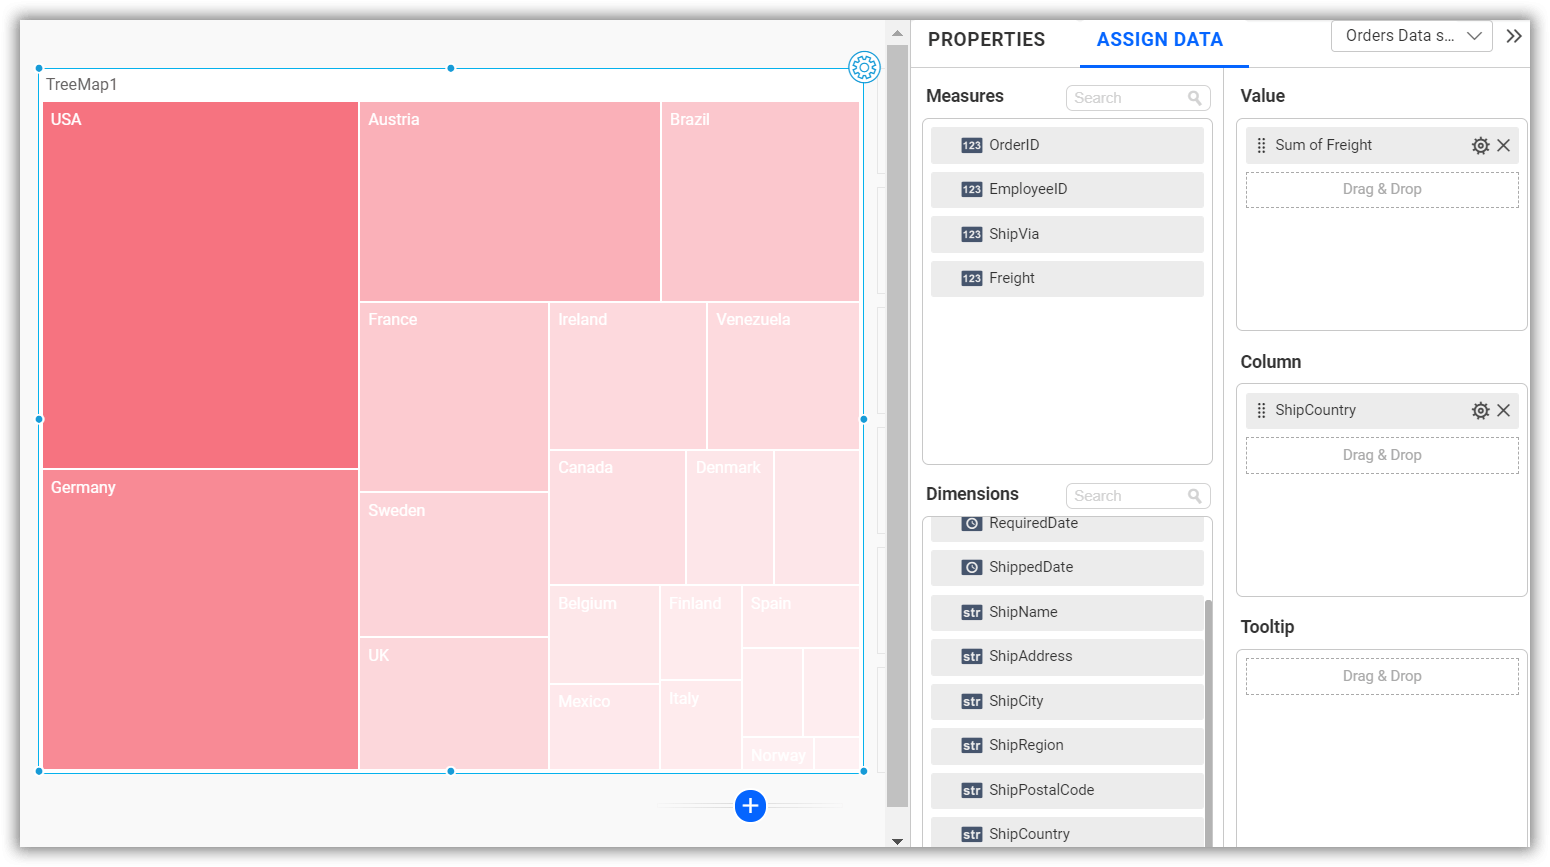 TreeMap1
USA
Austria
Brazil
France
Ireland
Venezuela
Canada
Denmark
Germany
Sweden
Belgium
Finland
Spain
UK
Mexico
Italy
Norway
PROPERTIES
ASSIGN DATA
Orders Data s...
Measures
Search
123 OrderID
123 EmployeeID
123 ShipVia
123 Freight
Dimensions
Search
RequiredDate
ShippedDate
str ShipName
str ShipAddress
str ShipCity
str ShipRegion
str ShipPostalCode
str ShipCountry
Value
Sum of Freight
Drag & Drop
Column
ShipCountry
Drag & Drop
Tooltip
Drag & Drop